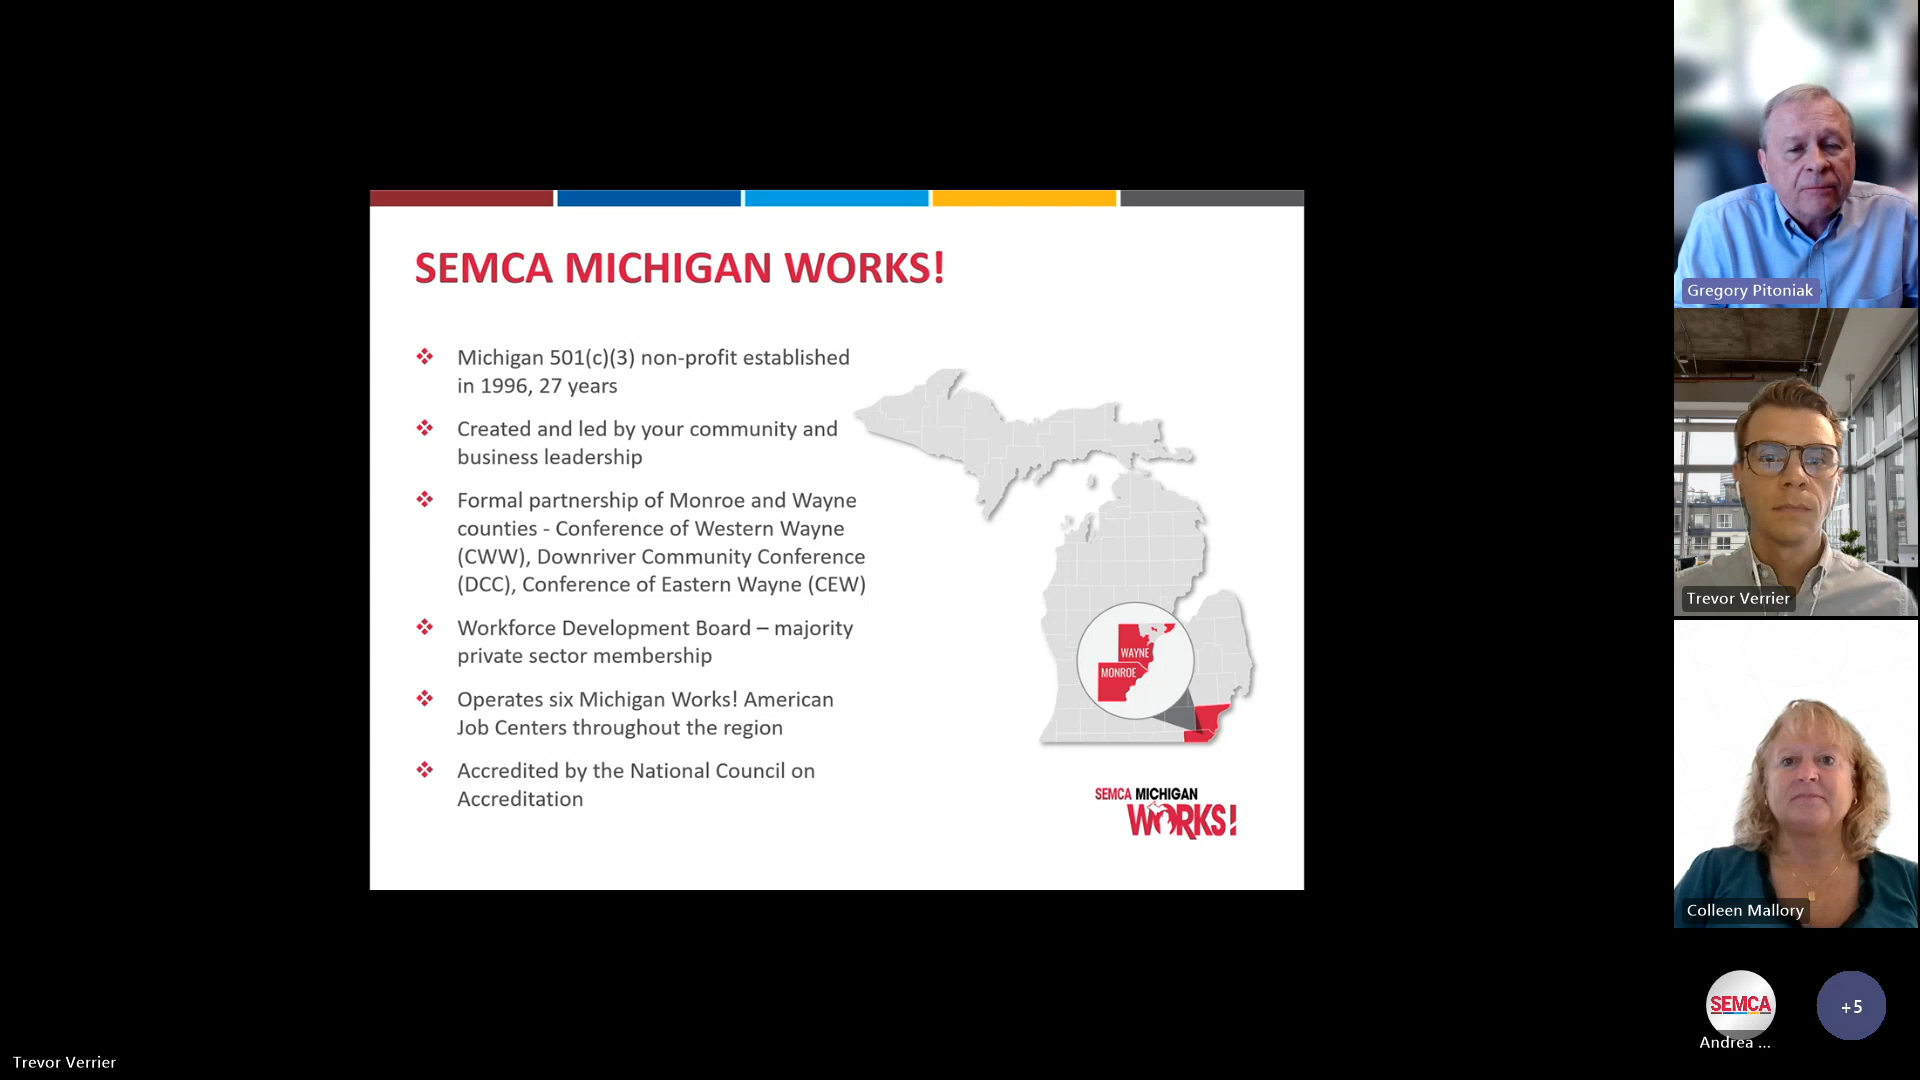 SEMCA MICHIGAN WORKS!
Michigan 501(c)(3) non-profit established
in 1996, 27 years
Created and led by your community and
business leadership
Formal partnership of Monroe and Wayne
counties - Conference of Western Wayne
(CWW), Downriver Community Conference
(DCC), Conference of Eastern Wayne (CEW)
Workforce Development Board – majority
private sector membership
Operates six Michigan Works! American
Job Centers throughout the region
Accredited by the National Council on
Accreditation
WAYNE
MONROE
SEMCA MICHIGAN
WORKS!
Gregory Pitoniak
Trevor Verrier
Colleen Mallory
SEMCA
+5
Andrea ...
Trevor Verrier